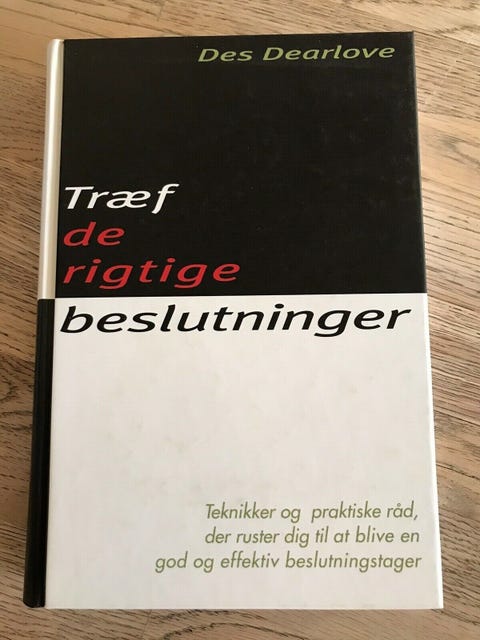 Des Dearlove
Træf
de
rigtige
beslutninger
Teknikker og praktiske råd,
der ruster dig til at blive en
god og effektiv beslutningstager